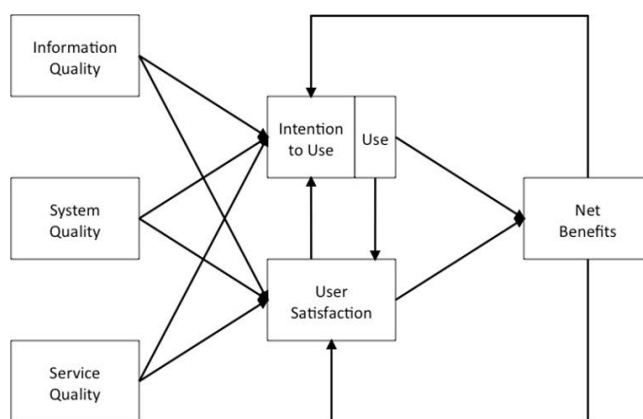 Information
Quality
System
Quality
Service
Quality
Intention
to Use
Use
User
Satisfaction
Net
Benefits